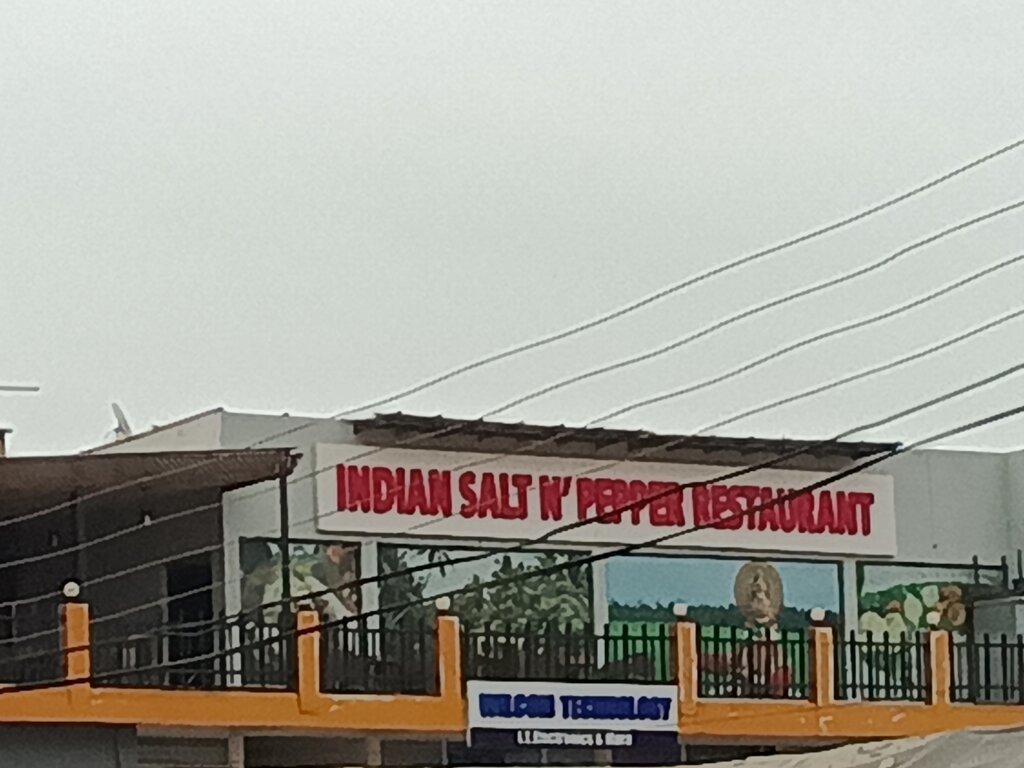 INDIAN SALT N' PEPPER RESTAURANT
WILCOM TECHNOLOGY